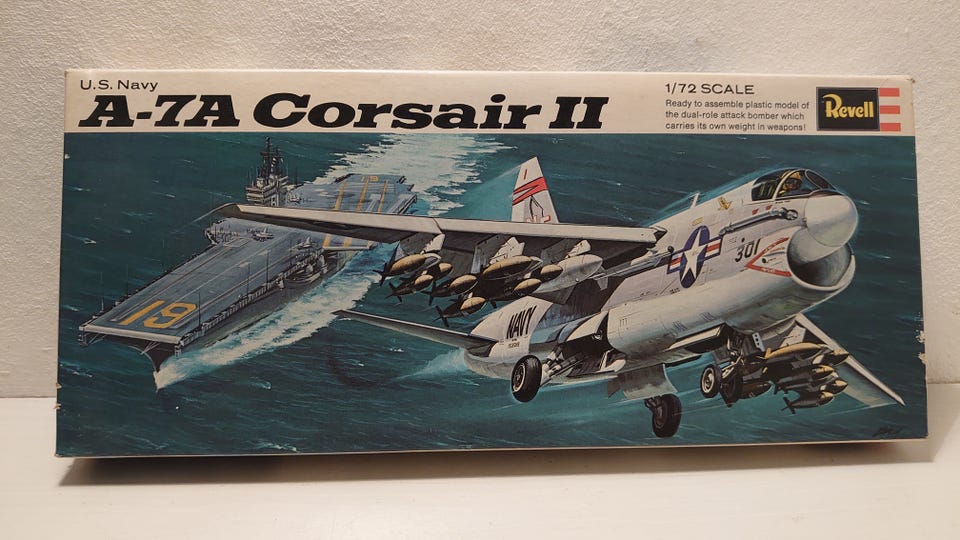 U.S. Navy
A-7A Corsair II
1/72 SCALE
Ready to assemble plastic model of
the dual-role attack bomber which
carries its own weight in weapons!
Revell
19
19
301
NAVY